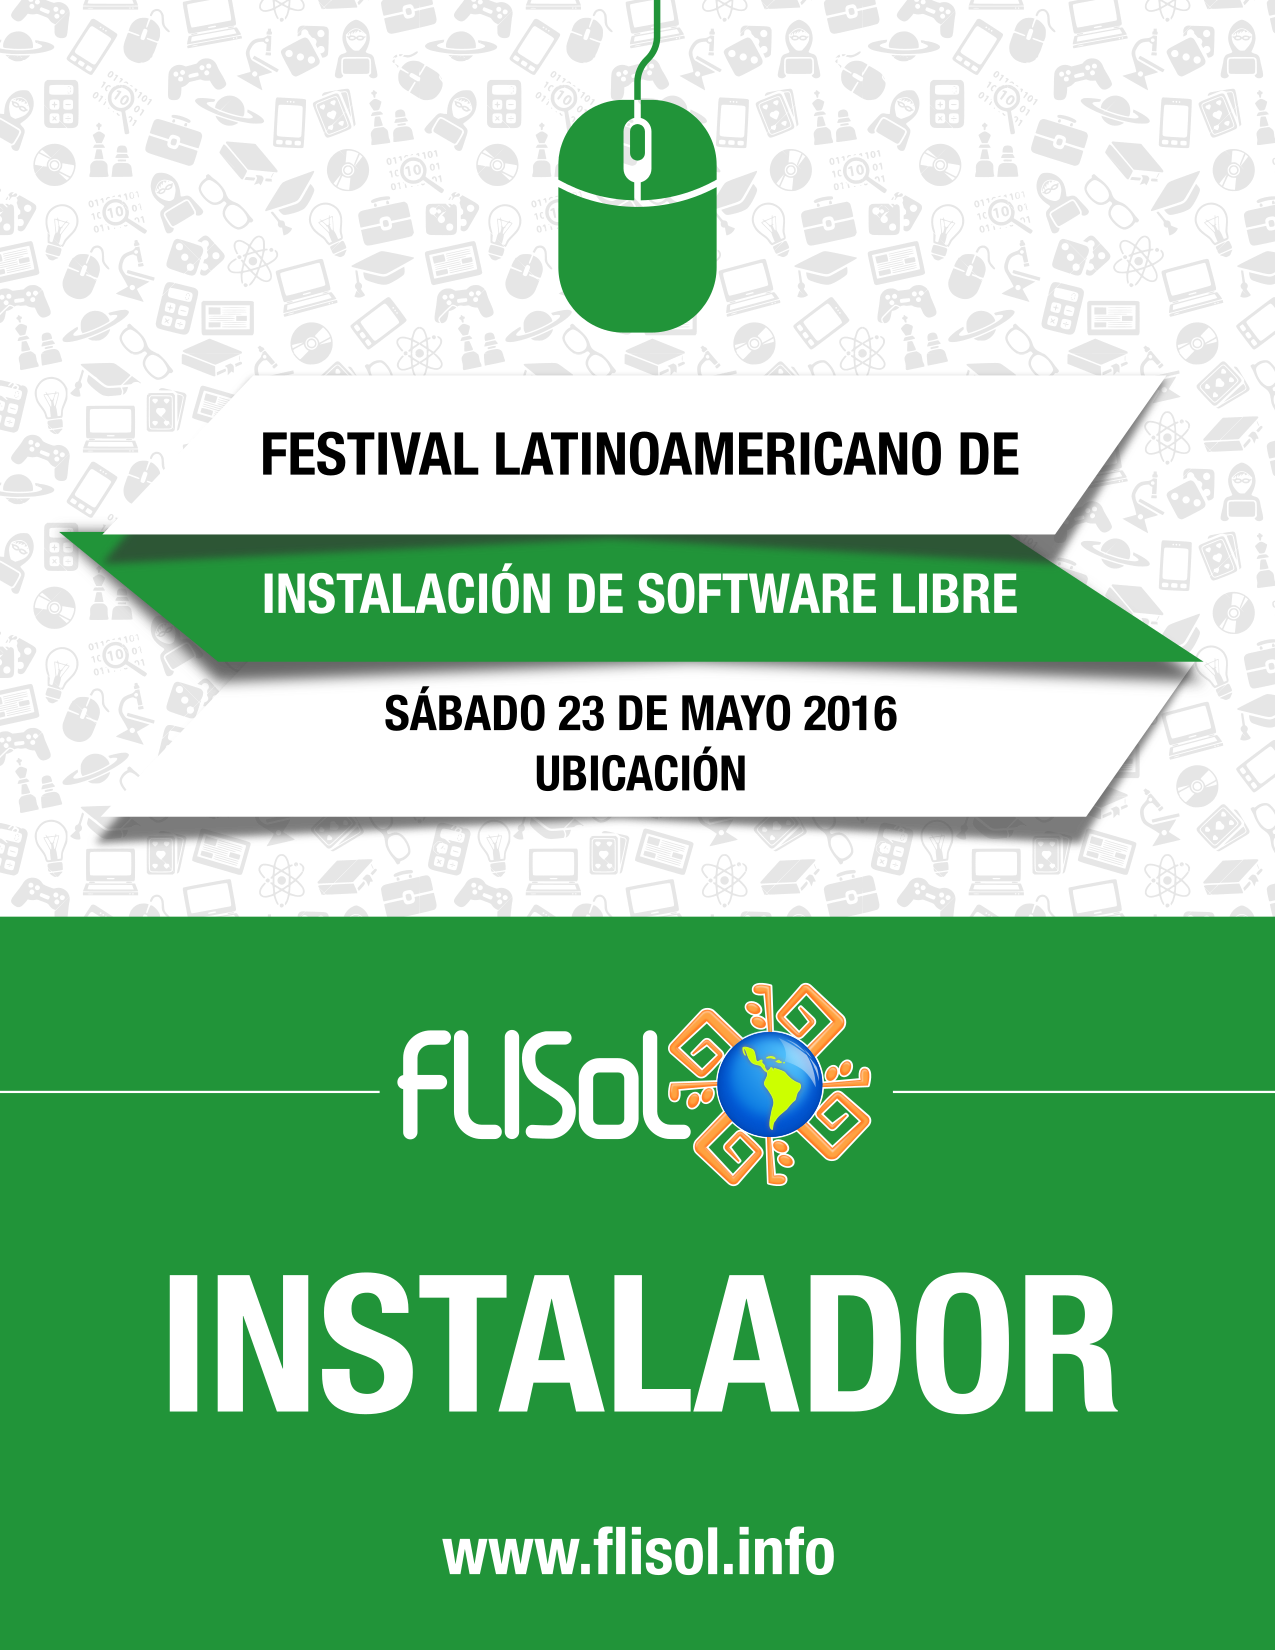 FESTIVAL LATINOAMERICANO DE
INSTALACIÓN DE SOFTWARE LIBRE
SÁBADO 23 DE MAYO 2016
UBICACIÓN
FLISoL
INSTALADOR
www.flisol.info